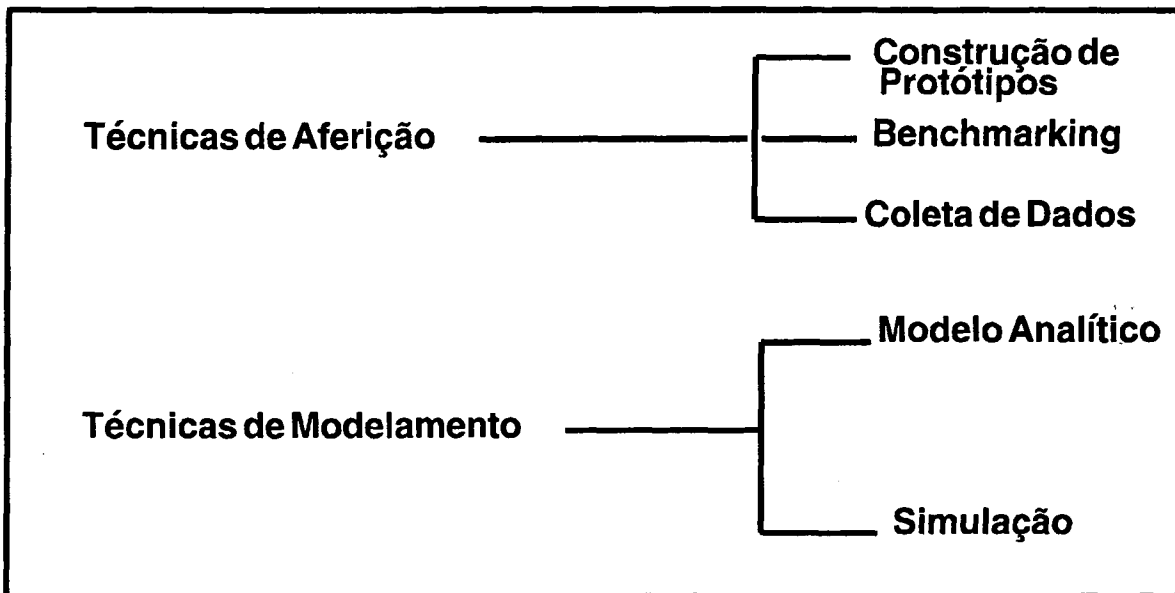 Construção de
Protótipos
Técnicas de Aferição
Benchmarking
Coleta de Dados
Modelo Analítico
Técnicas de Modelamento
Simulação